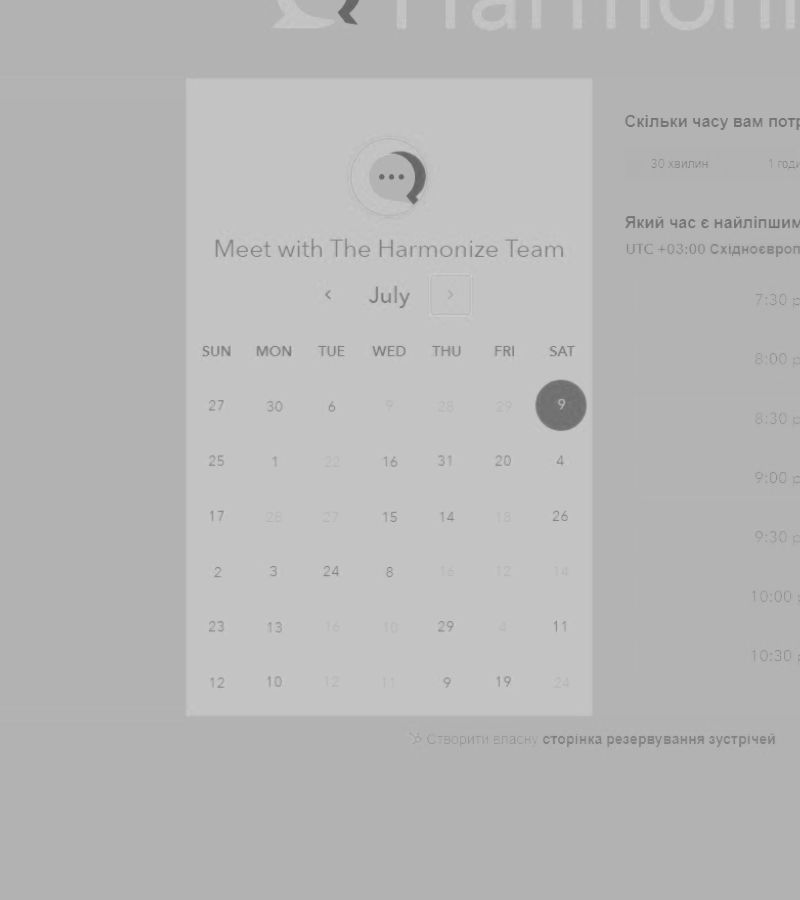 Harmoni
Meet with The Harmonize Team
July
SUN MON TUE WED THU FRI SAT
27 30 6 9 28 29 9
25 1 22 16 31 20 4
17 28 27 15 14 18 26
2 3 24 8 16 12 14
23 13 16 10 29 4 11
12 10 12 11 9 19 24
Скільки часу вам потр
30 хвилин 1 годи
Який час є найліпшим
UTC +03:00 Східноєвроп
7:30 p
8:00 p
8:30 p
9:00 p
9:30 p
10:00 p
10:30 p
Створити власну сторінка резервування зустрічей